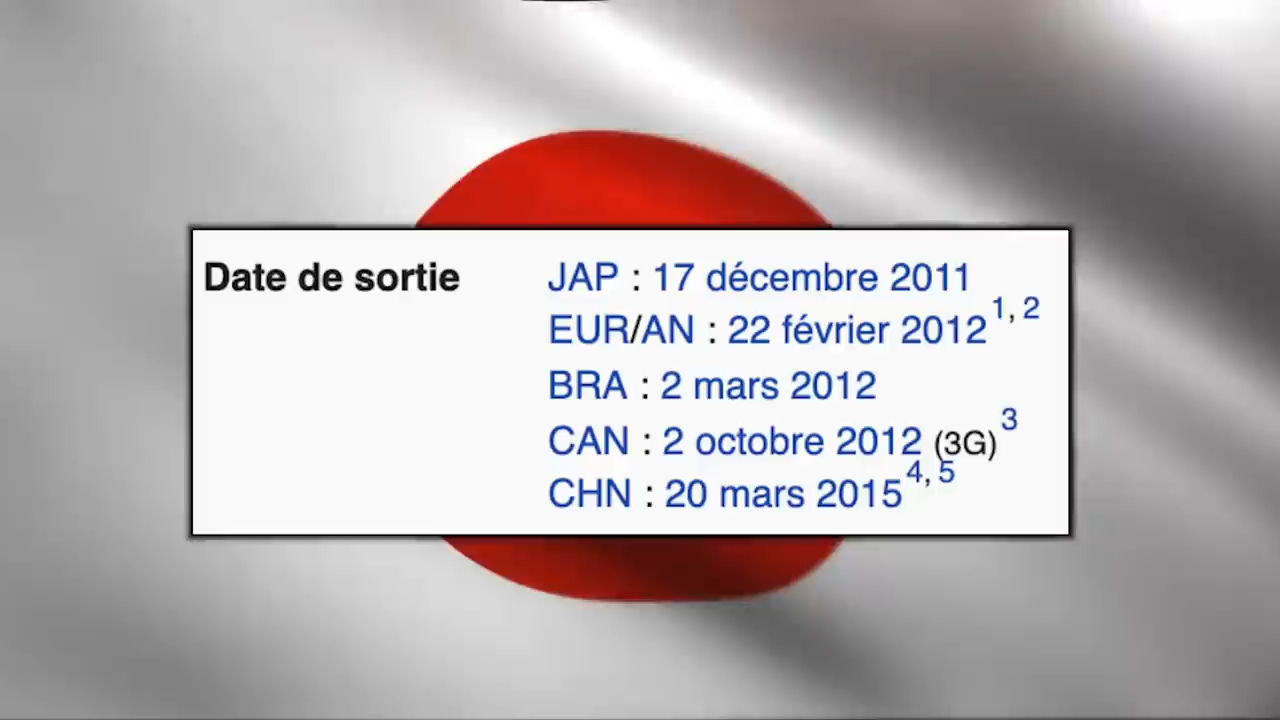 Date de sortie JAP : 17 décembre 2011
EUR/AN : 22 février 2012 1, 2
BRA : 2 mars 2012
CAN : 2 octobre 2012 (3G) 3
CHN : 20 mars 2015 4, 5